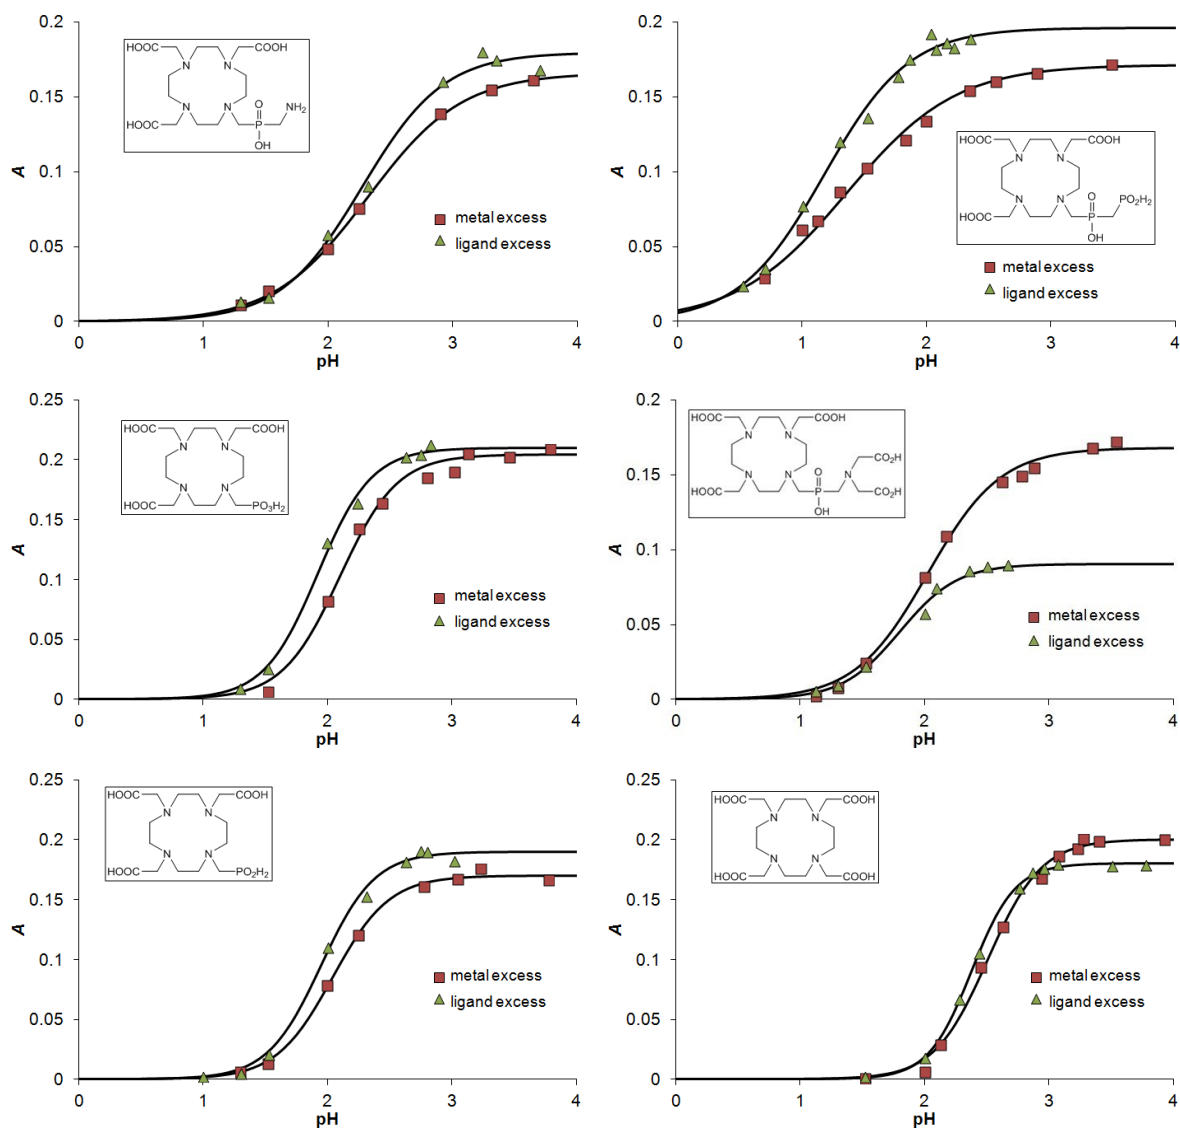 0.2
0.15
0.1
0.05
0
A
HOOC
COOH
N
N
N
N
HOOC
O
P
NH2
OH
metal excess
ligand excess
0
1
2
3
4
pH
0.2
0.15
0.1
0.05
0
A
HOOC
COOH
N
N
N
N
HOOC
O
P
PO2H2
OH
metal excess
ligand excess
0
1
2
3
4
pH
0.25
0.2
0.15
0.1
0.05
0
A
HOOC
COOH
N
N
N
N
HOOC
PO3H2
metal excess
ligand excess
0
1
2
3
4
pH
0.25
0.2
0.15
0.1
0.05
0
A
HOOC
COOH
N
N
N
N
HOOC
O
P
OH
N
CO2H
CO2H
metal excess
ligand excess
0
1
2
3
4
pH
0.25
0.2
0.15
0.1
0.05
0
A
HOOC
COOH
N
N
N
N
HOOC
PO2H2
metal excess
ligand excess
0
1
2
3
4
pH
0.25
0.2
0.15
0.1
0.05
0
A
HOOC
COOH
N
N
N
N
HOOC
COOH
metal excess
ligand excess
0
1
2
3
4
pH